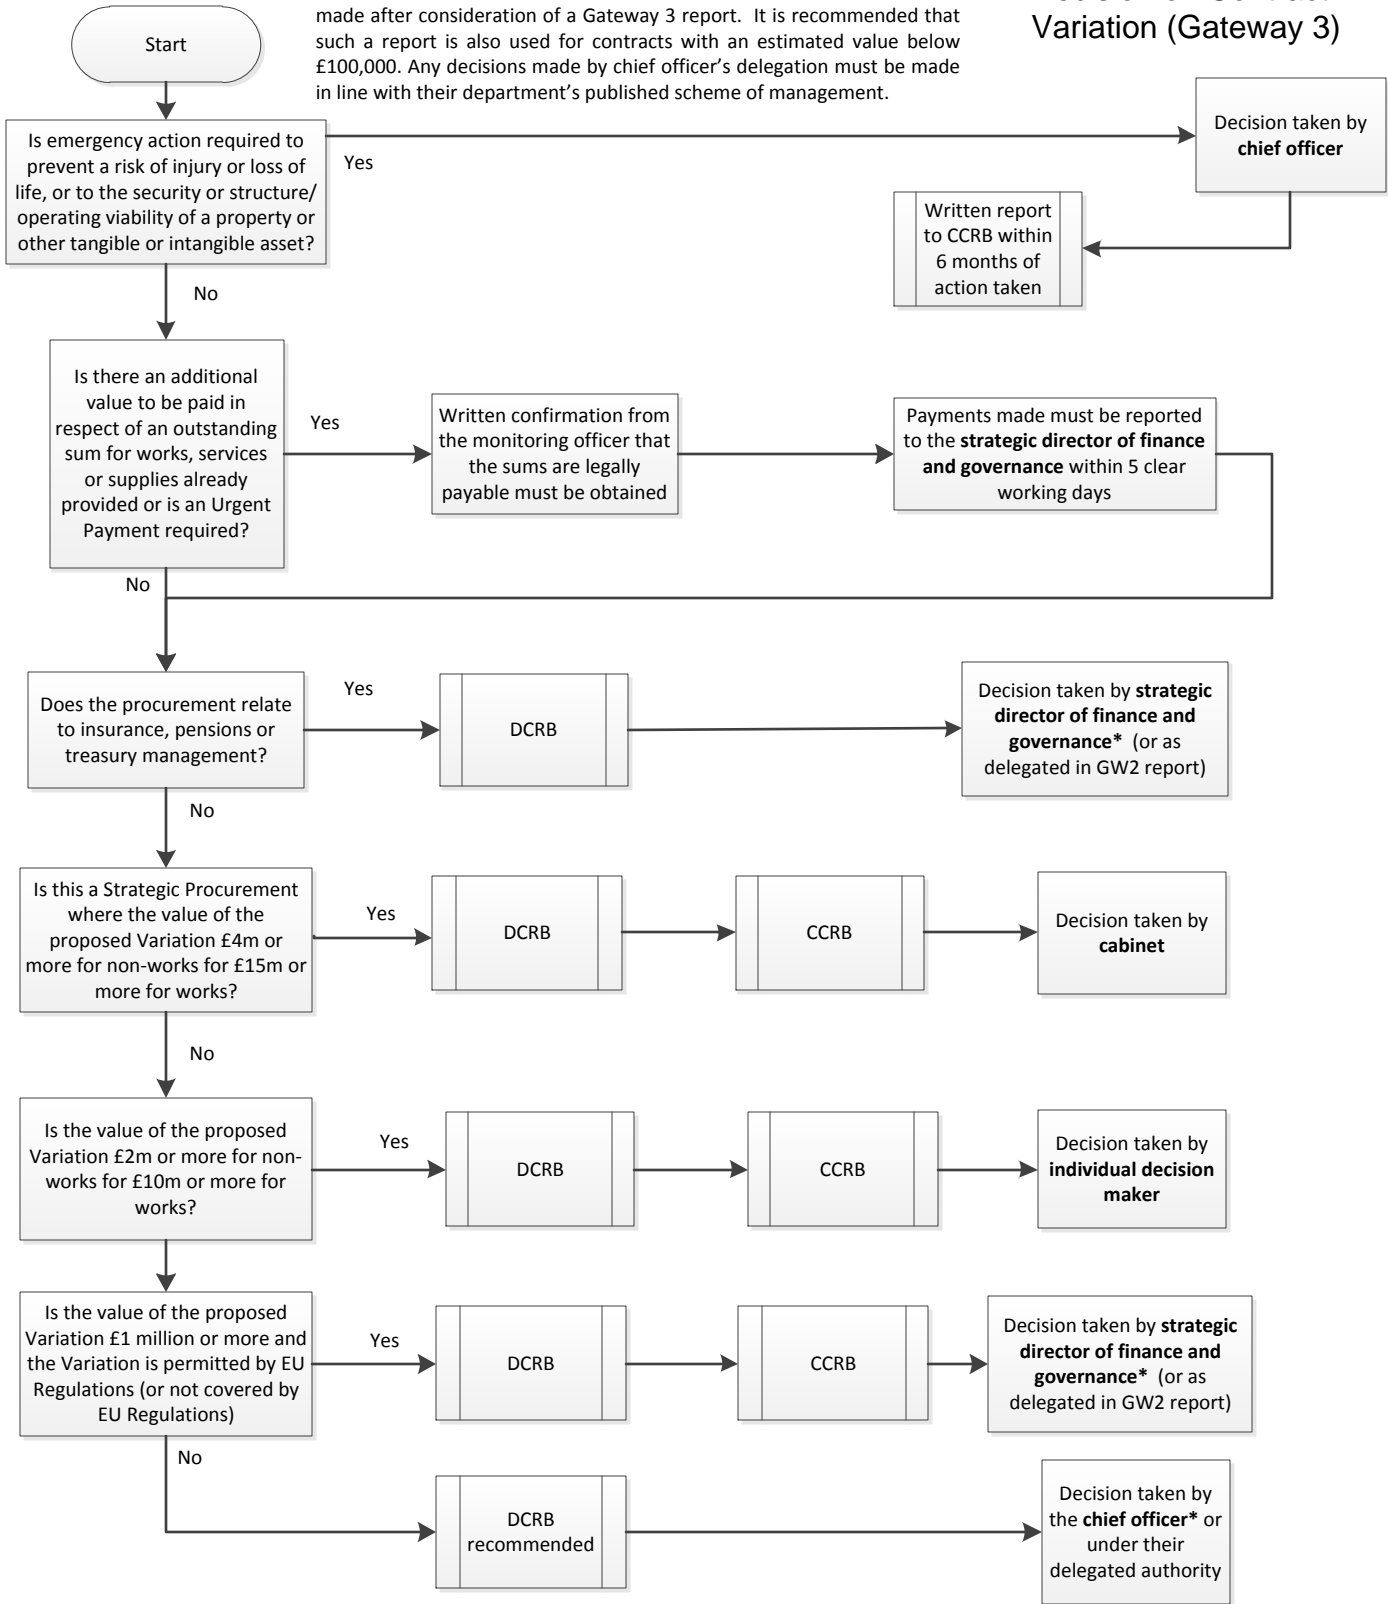 made after consideration of a Gateway 3 report. It is recommended that
such a report is also used for contracts with an estimated value below
£100,000. Any decisions made by chief officer’s delegation must be made
in line with their department’s published scheme of management.
Variation (Gateway 3)
Start
Is emergency action required to
prevent a risk of injury or loss of
life, or to the security or structure/
operating viability of a property or
other tangible or intangible asset?
Yes
Decision taken by
chief officer
Written report
to CCRB within
6 months of
action taken
No
Is there an additional
value to be paid in
respect of an outstanding
sum for works, services
or supplies already
provided or is an Urgent
Payment required?
Yes
Written confirmation from
the monitoring officer that
the sums are legally
payable must be obtained
Payments made must be reported
to the strategic director of finance
and governance within 5 clear
working days
No
Does the procurement relate
to insurance, pensions or
treasury management?
Yes
DCRB
Decision taken by strategic
director of finance and
governance* (or as
delegated in GW2 report)
No
Is this a Strategic Procurement
where the value of the
proposed Variation £4m or
more for non-works for £15m or
more for works?
Yes
DCRB
CCRB
Decision taken by
cabinet
No
Is the value of the proposed
Variation £2m or more for non-
works for £10m or more for
works?
Yes
DCRB
CCRB
Decision taken by
individual decision
maker
Is the value of the proposed
Variation £1 million or more and
the Variation is permitted by EU
Regulations (or not covered by
EU Regulations)
Yes
DCRB
CCRB
Decision taken by strategic
director of finance and
governance* (or as
delegated in GW2 report)
No
DCRB
recommended
Decision taken by
the chief officer* or
under their
delegated authority